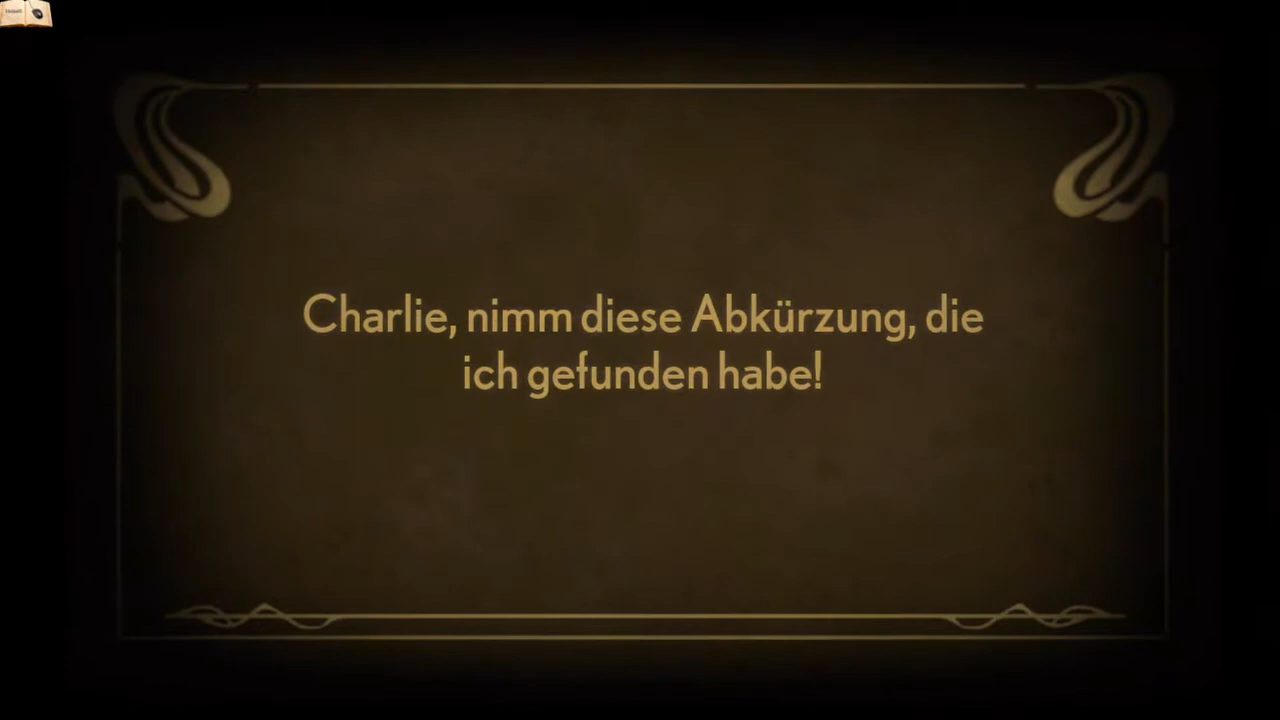 Charlie, nimm diese Abkürzung, die
ich gefunden habe!